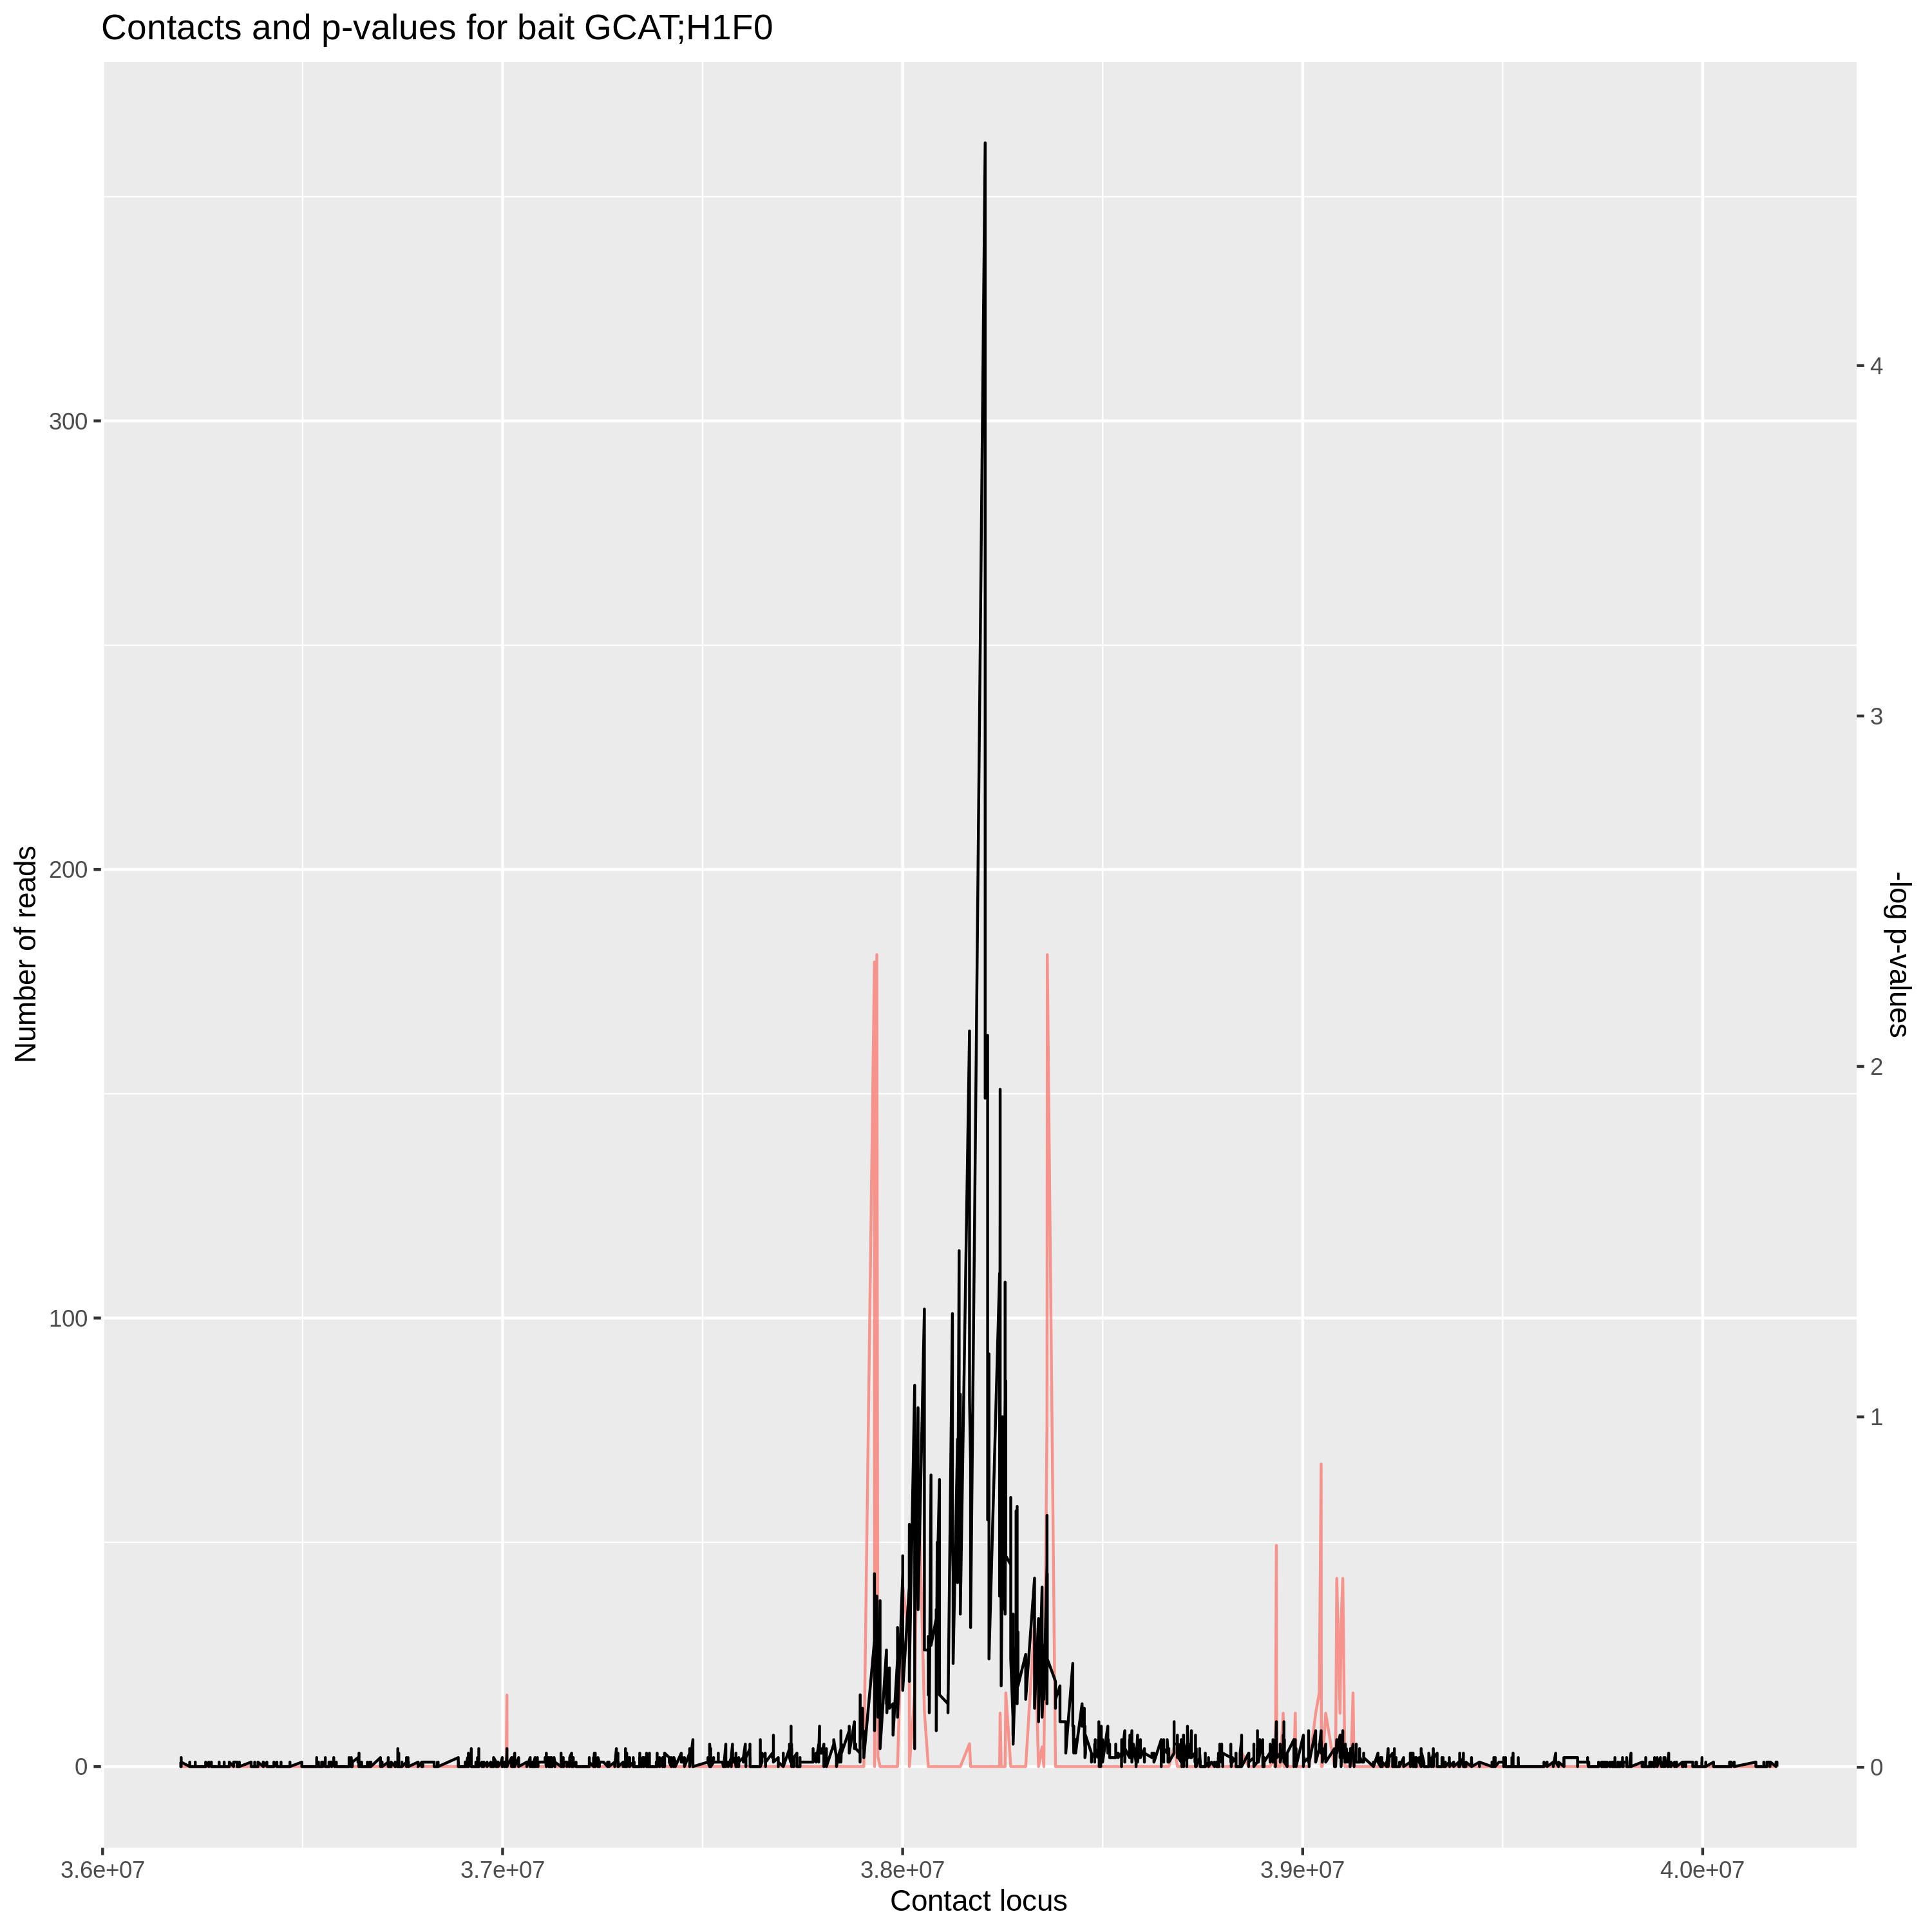 Contacts and p-values for bait GCAT;H1F0
Number of reads
300
200
100
0
4
3
2
1
0
-log p-values
3.6e+07 3.7e+07 3.8e+07 3.9e+07 4.0e+07
Contact locus